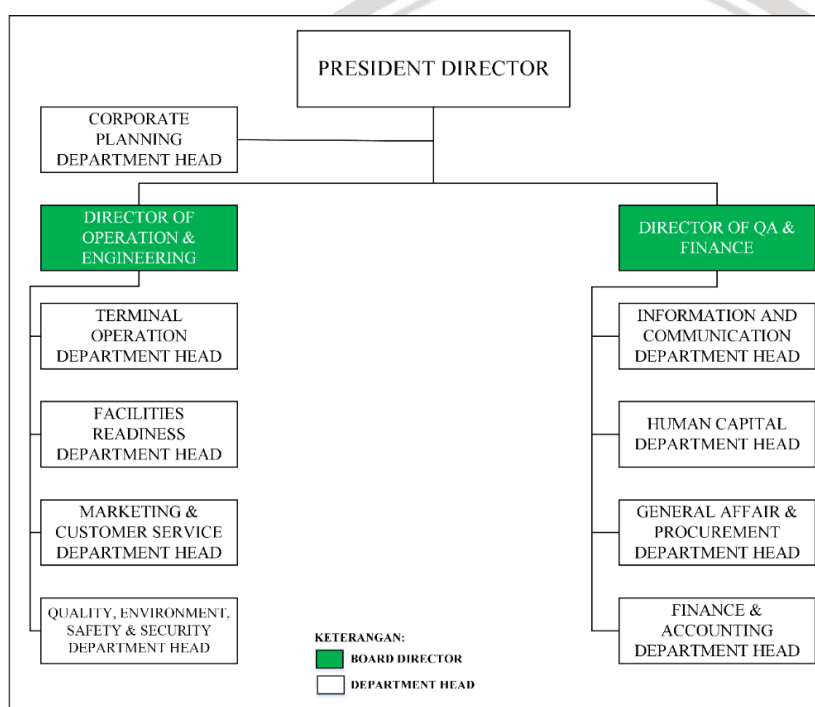 PRESIDENT DIRECTOR
CORPORATE
PLANNING
DEPARTMENT HEAD
DIRECTOR OF
OPERATION &
ENGINEERING
DIRECTOR OF QA &
FINANCE
TERMINAL
OPERATION
DEPARTMENT HEAD
INFORMATION AND
COMMUNICATION
DEPARTMENT HEAD
FACILITIES
READINESS
DEPARTMENT HEAD
HUMAN CAPITAL
DEPARTMENT HEAD
MARKETING &
CUSTOMER SERVICE
DEPARTMENT HEAD
GENERAL AFFAIR &
PROCUREMENT
DEPARTMENT HEAD
QUALITY, ENVIRONMENT,
SAFETY & SECURITY
DEPARTMENT HEAD
FINANCE &
ACCOUNTING
DEPARTMENT HEAD
KETERANGAN:
BOARD DIRECTOR
DEPARTMENT HEAD